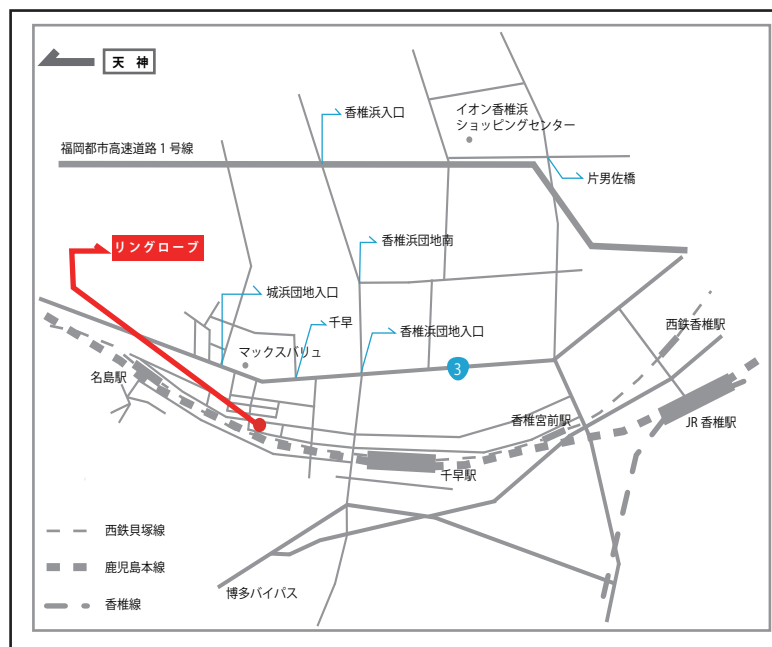 天 神
イオン香椎浜
ショッピングセンター
香椎浜入口
福岡都市高速道路1号線
片男佐橋
リングローブ
香椎浜団地南
城浜団地入口
千早
香椎浜団地入口
西鉄香椎駅
マックスバリュ
3
名島駅
香椎宮前駅
JR 香椎駅
千早駅
西鉄貝塚線
鹿児島本線
香椎線
博多バイパス